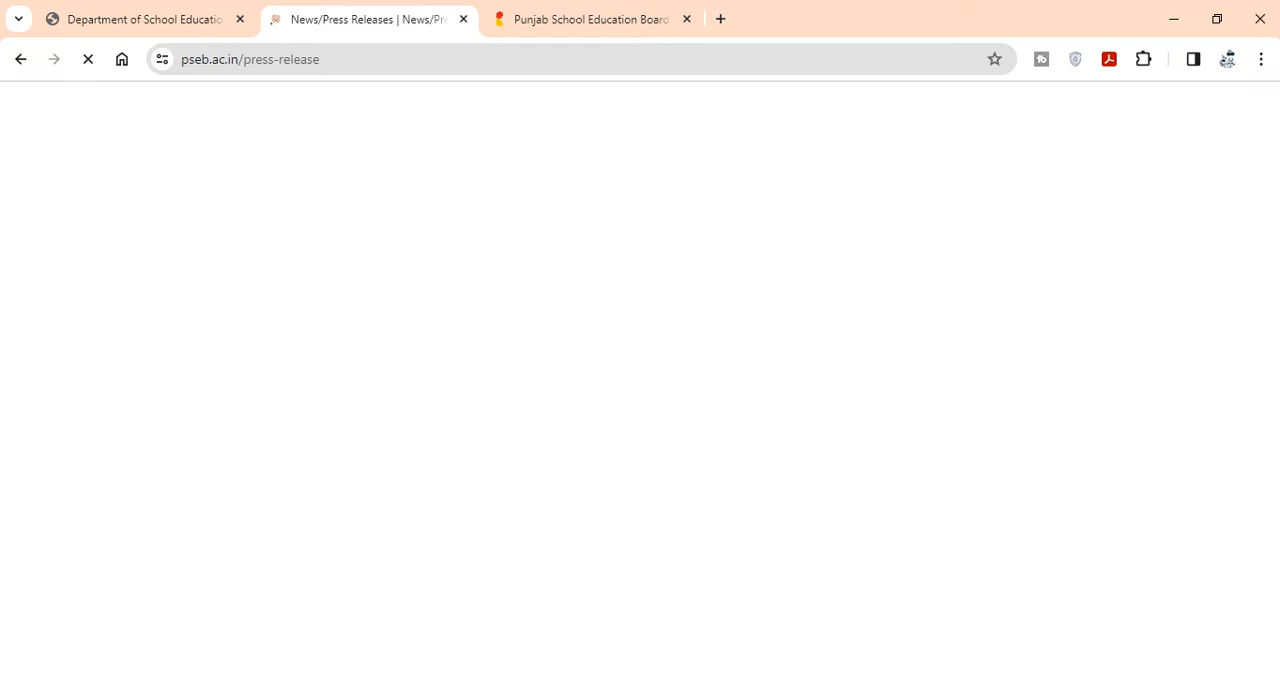 Department of School Educatio
News/Press Releases | News/Pr
Punjab School Education Board
pseb.ac.in/press-release